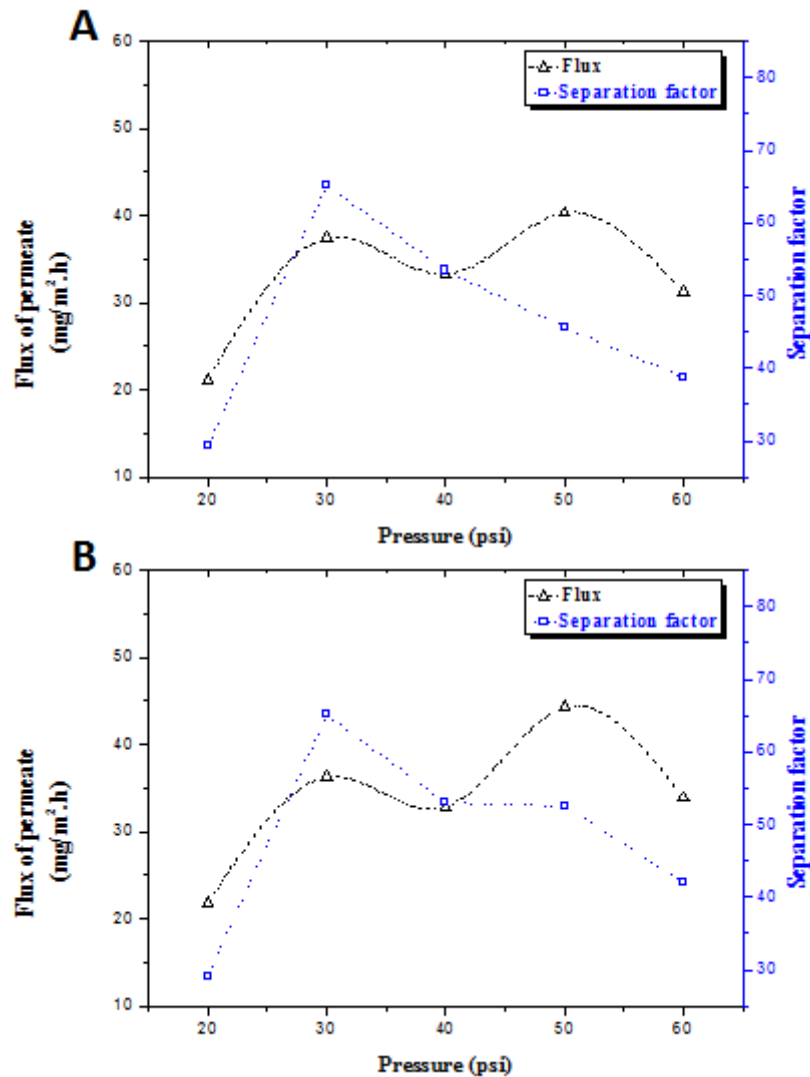 A
Flux
Separation factor
60
50
40
30
20
10
Flux of permeate
(mg/m².h)
80
70
60
50
40
30
Separation factor
20 30 40 50 60
Pressure (psi)
B
Flux
Separation factor
60
50
40
30
20
10
Flux of permeate
(mg/m².h)
80
70
60
50
40
30
Separation factor
20 30 40 50 60
Pressure (psi)